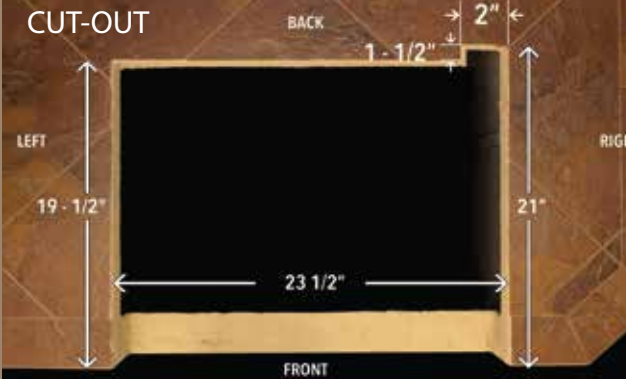 CUT-OUT
BACK
2"
1 - 1/2"
LEFT
19 - 1/2"
21"
23 1/2"
FRONT